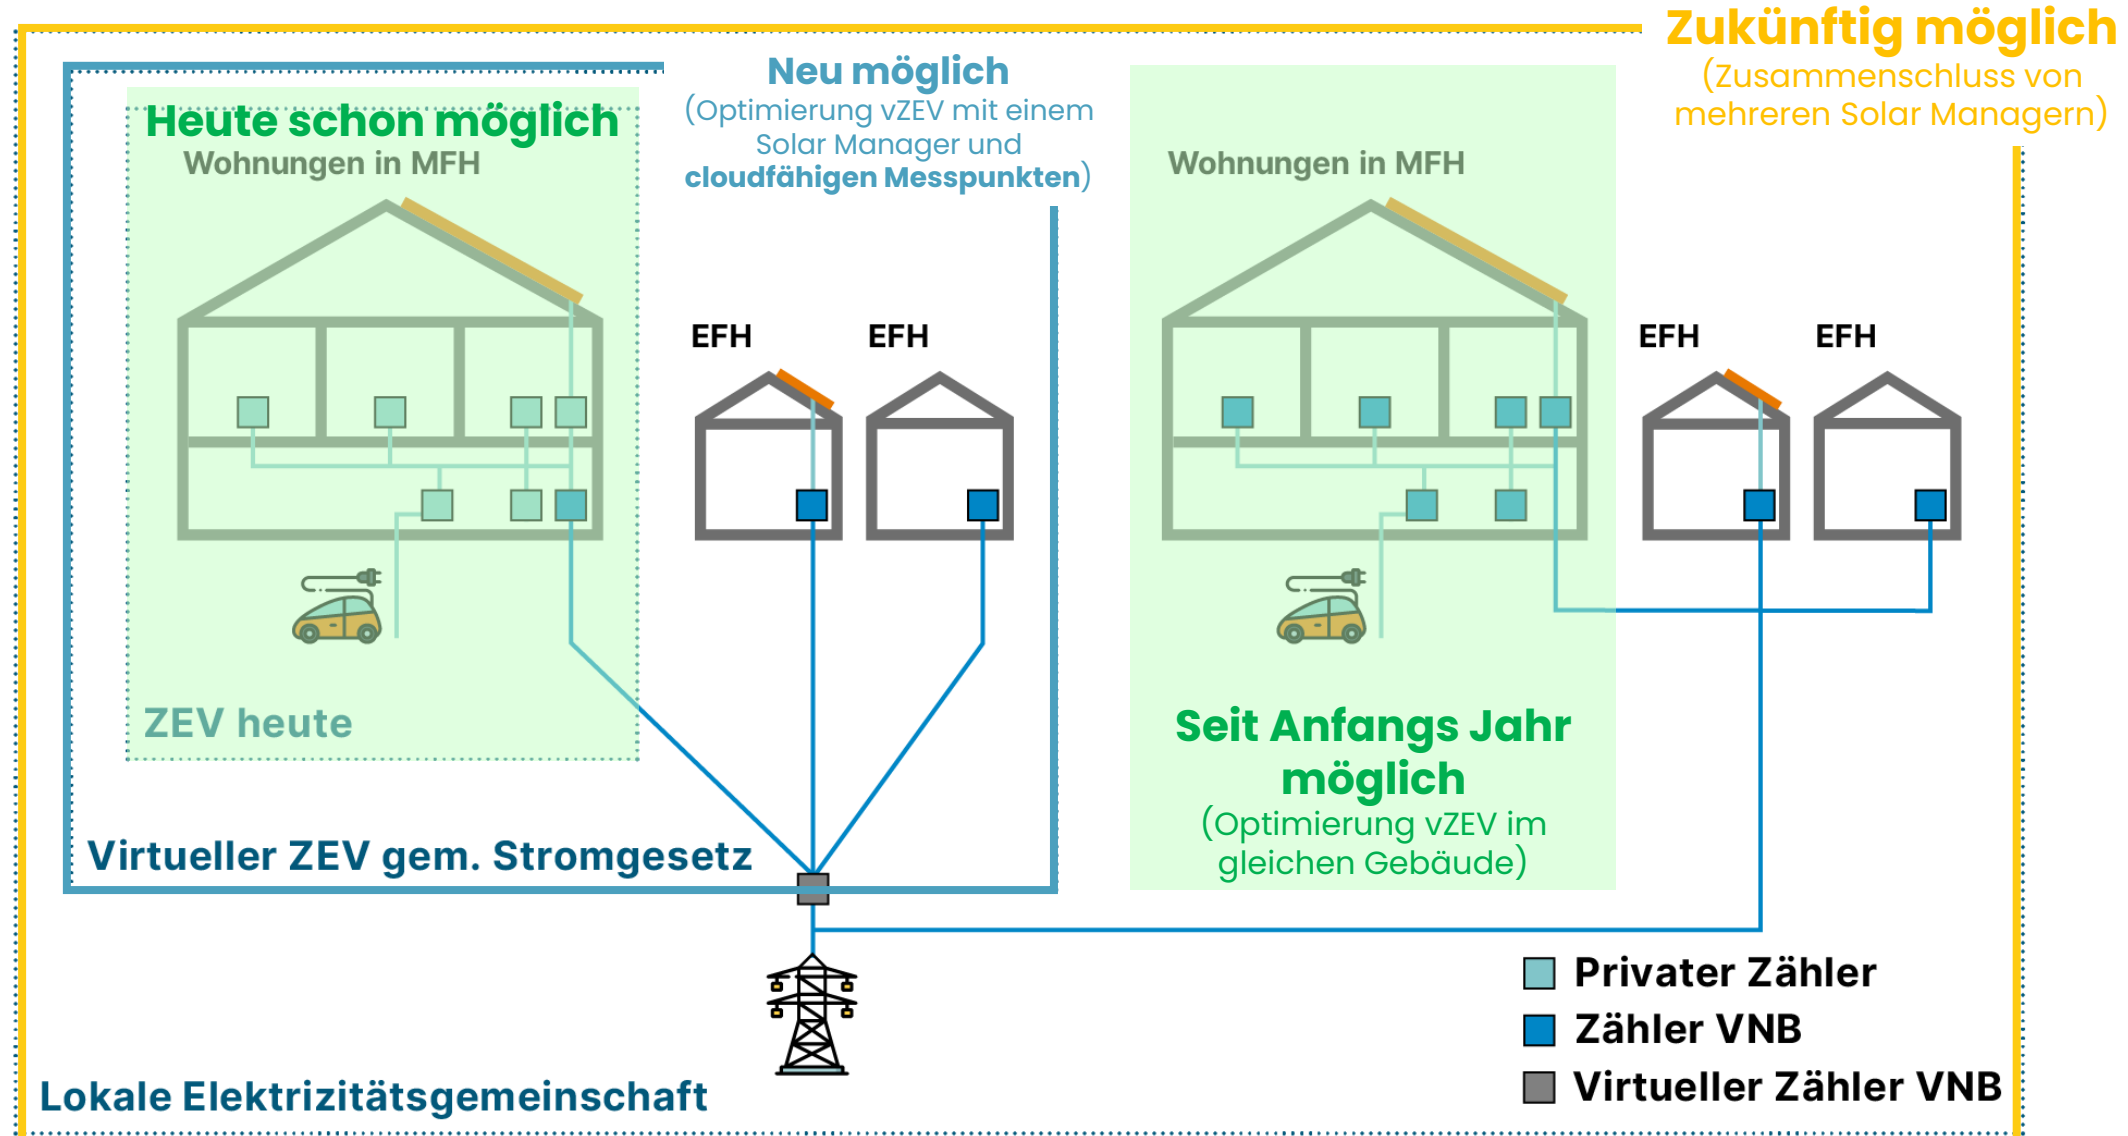 Zukünftig möglich
(Zusammenschluss von
mehreren Solar Managern)
Neu möglich
(Optimierung vZEV mit einem
Solar Manager und
cloudfähigen Messpunkten)
Heute schon möglich
Wohnungen in MFH
Wohnungen in MFH
EFH
EFH
EFH
EFH
ZEV heute
Seit Anfangs Jahr
möglich
(Optimierung vZEV im
gleichen Gebäude)
Virtueller ZEV gem. Stromgesetz
Privater Zähler
Zähler VNB
Virtueller Zähler VNB
Lokale Elektrizitätsgemeinschaft